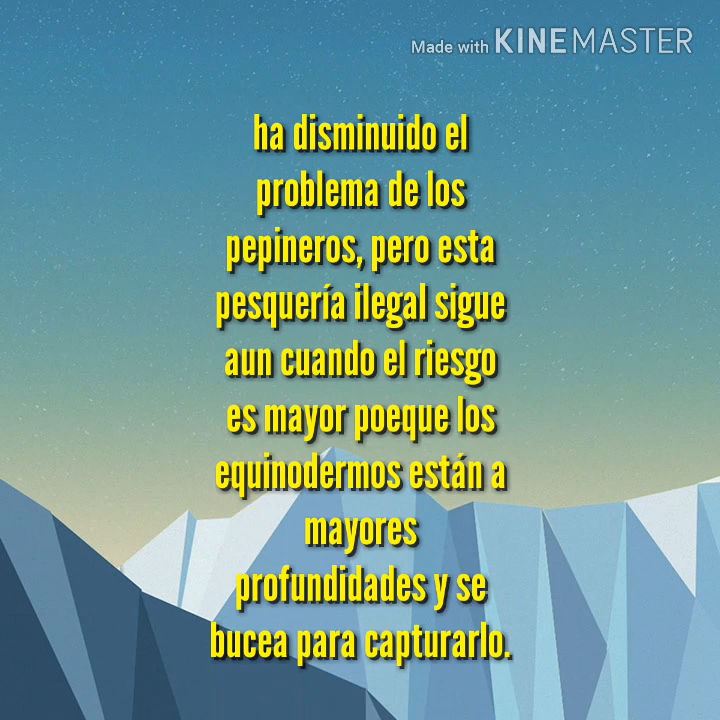 Made with KINEMASTER
ha disminuido el
problema de los
pepineros, pero esta
pesquería ilegal sigue
aun cuando el riesgo
es mayor poeque los
equinodermos están a
mayores
profundidades y se
bucea para capturarlo.